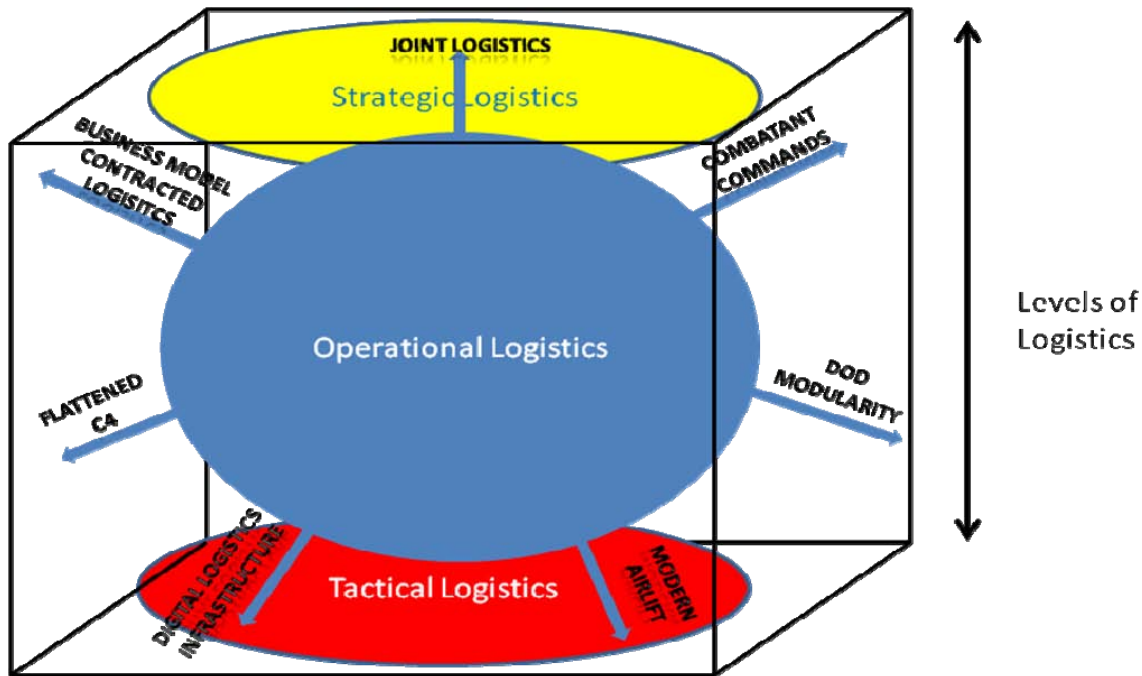 JOINT LOGISTICS
Strategic Logistics
BUSINESS MODEL
CONTRACTED
LOGISITCS
COMBATANT
COMMANDS
Operational Logistics
Levels of
Logistics
FLATTENED
C4
DOD
MODULARITY
DIGITAL LOGISTICS
INFRASTRUCTURE
Tactical Logistics
MODERN
AIRLIFT